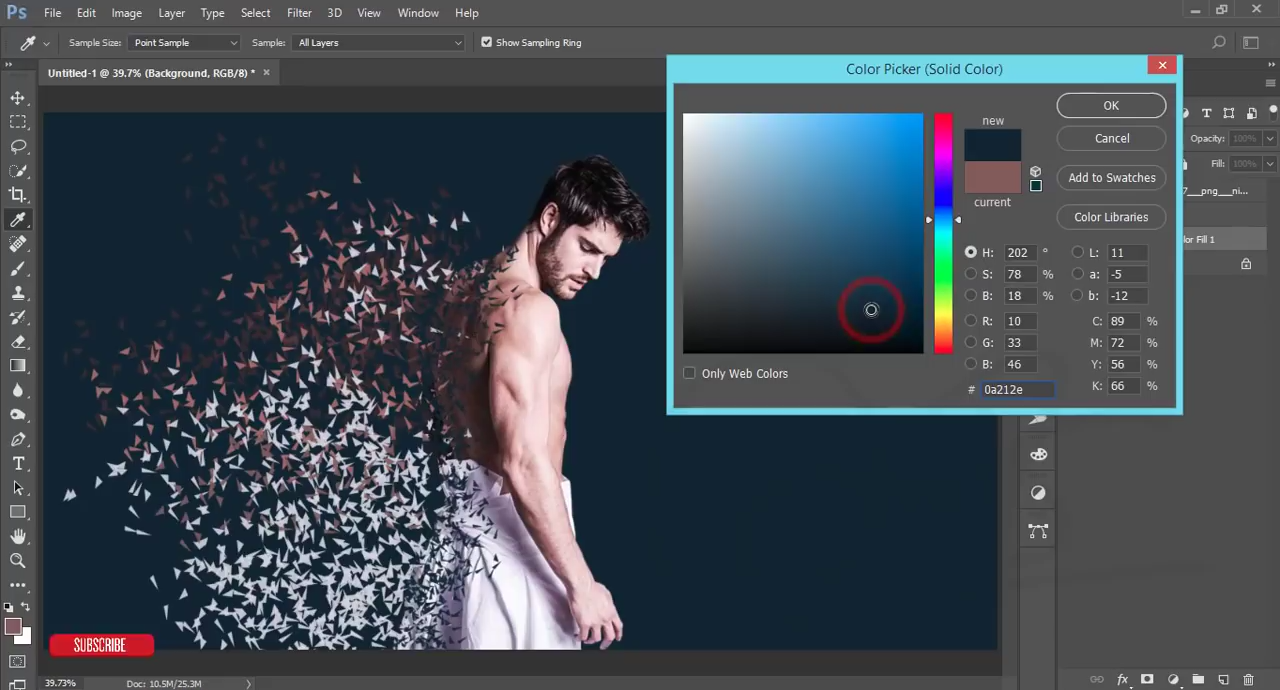 Ps File Edit Image Layer Type Select Filter 3D View Window Help
Sample Size: Point Sample Sample: All Layers Show Sampling Ring
Untitled-1 @ 39.7% (Background, RGB/8) * ×
Color Picker (Solid Color)
new
current
OK
Cancel
Add to Swatches
Color Libraries
H: 202 ° L: 11
S: 78 % a: -5
B: 18 % b: -12
R: 10 C: 89 %
G: 33 M: 72 %
B: 46 Y: 56 %
# 0a212e K: 66 %
Only Web Colors
Opacity: 100%
Fill: 100%
7___png___ni...
or Fill 1
SUBSCRIBE
39.73% Doc: 10.5M/25.3M
fx